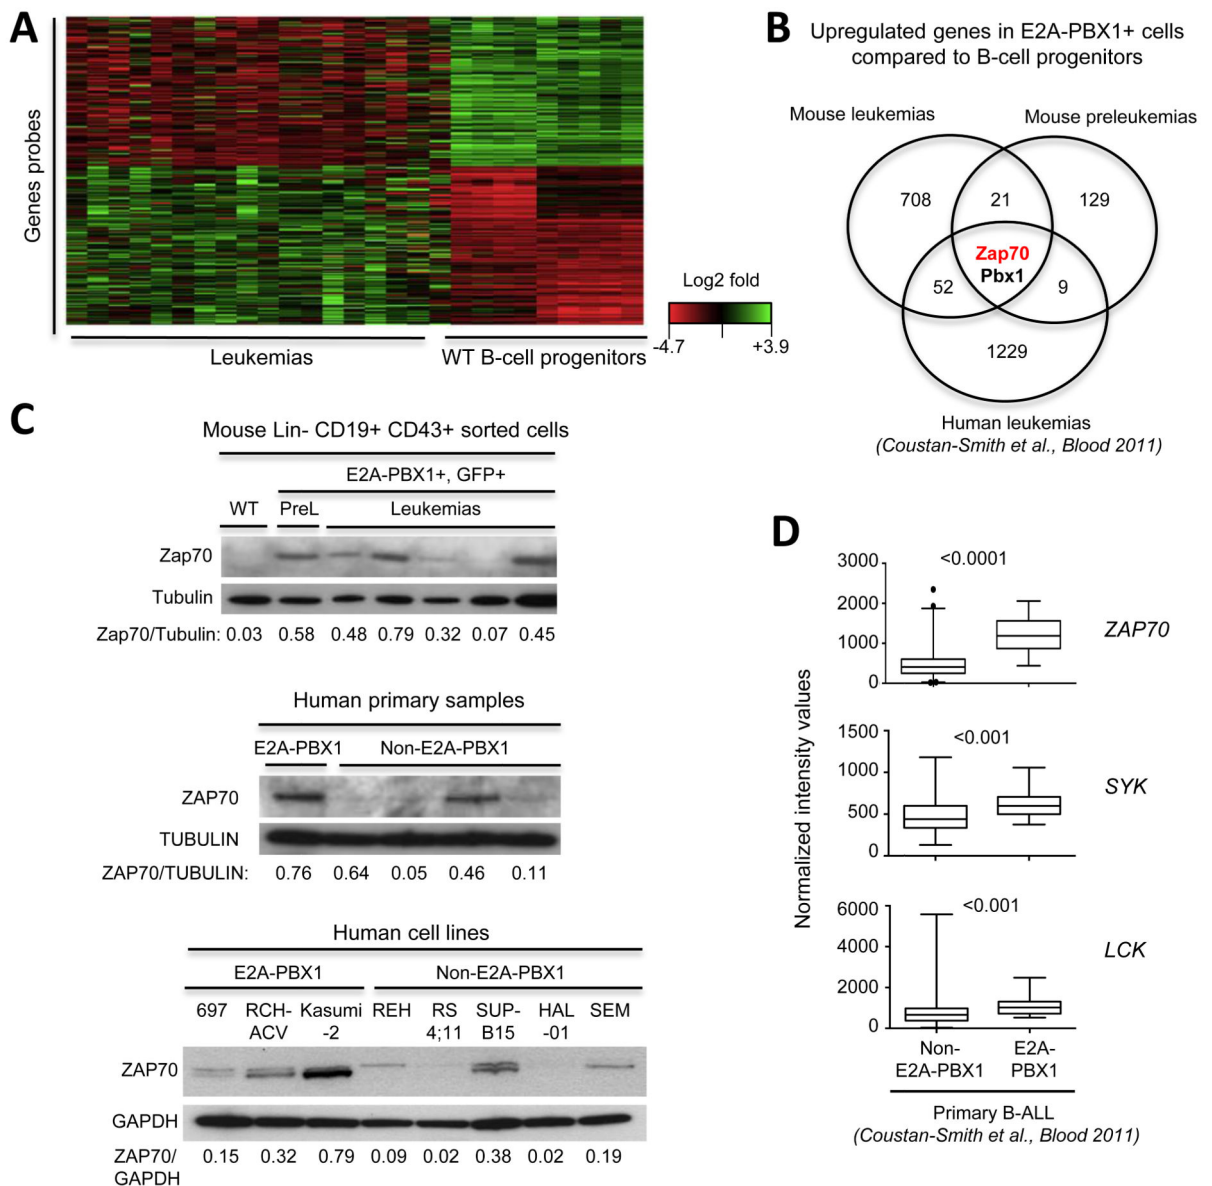 A
Genes probes
Leukemias
WT B-cell progenitors
Log2 fold
-4.7
+3.9
B
Upregulated genes in E2A-PBX1+ cells
compared to B-cell progenitors
Mouse leukemias
Mouse preleukemias
708
21
129
Zap70
Pbx1
52
9
1229
Human leukemias
(Coustan-Smith et al., Blood 2011)
C
Mouse Lin- CD19+ CD43+ sorted cells
E2A-PBX1+, GFP+
WT PreL Leukemias
Zap70
Tubulin
Zap70/Tubulin: 0.03 0.58 0.48 0.79 0.32 0.07 0.45
Human primary samples
E2A-PBX1 Non-E2A-PBX1
ZAP70
TUBULIN
ZAP70/TUBULIN: 0.76 0.64 0.05 0.46 0.11
Human cell lines
E2A-PBX1 Non-E2A-PBX1
697 RCH- Kasumi REH RS SUP- HAL SEM
ACV -2 4;11 B15 -01
ZAP70
GAPDH
ZAP70/ 0.15 0.32 0.79 0.09 0.02 0.38 0.02 0.19
GAPDH
D
Normalized intensity values
3000
2000
1000
0
<0.0001
ZAP70
1500
1000
500
0
<0.001
SYK
6000
4000
2000
0
<0.001
LCK
Non- E2A-
E2A-PBX1 PBX1
Primary B-ALL
(Coustan-Smith et al., Blood 2011)